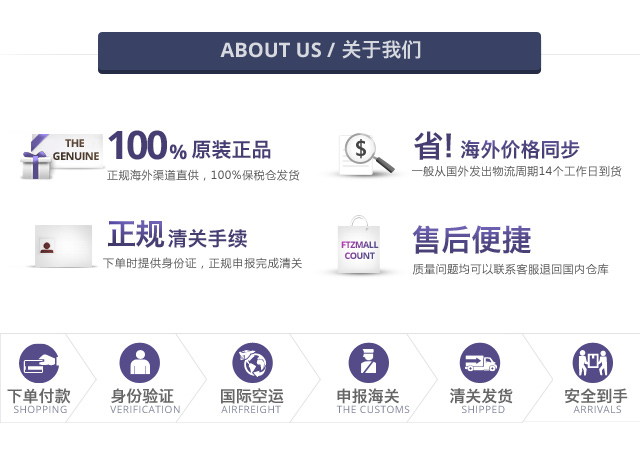 ABOUT US / 关于我们
THE
GENUINE
100% 原装正品
正规海外渠道直供，100%保税仓发货
省! 海外价格同步
一般从国外发出物流周期14个工作日到货
正规 清关手续
下单时提供身份证，正规申报完成清关
FTZMALL
COUNT
售后便捷
质量问题均可以联系客服退回国内仓库
下单付款
SHOPPING
身份验证
VERIFICATION
国际空运
AIRFREIGHT
申报海关
THE CUSTOMS
清关发货
SHIPPED
安全到手
ARRIVALS